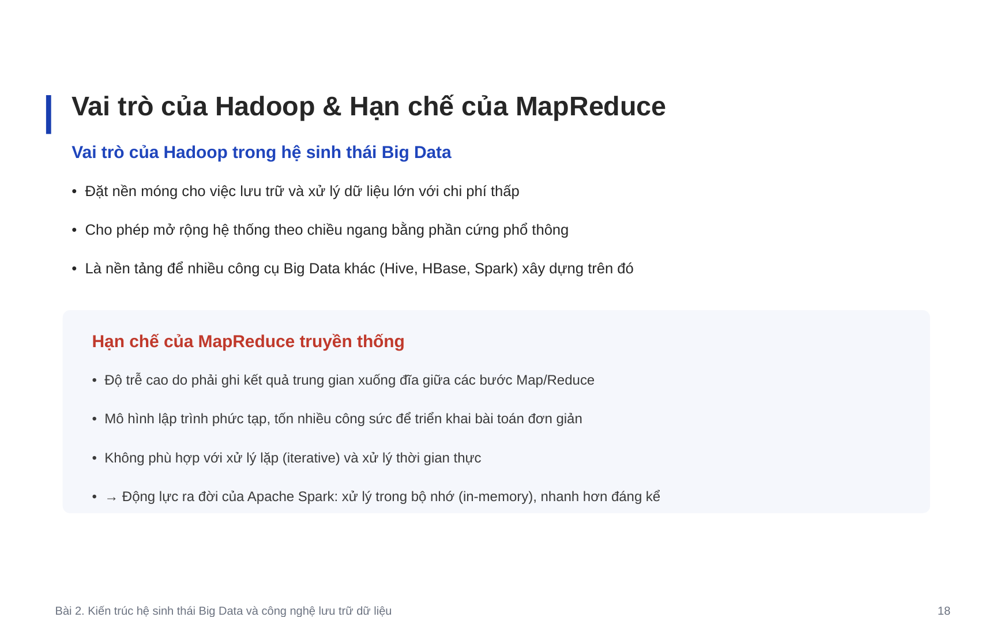 Vai trò của Hadoop & Hạn chế của MapReduce
Vai trò của Hadoop trong hệ sinh thái Big Data
• Đặt nền móng cho việc lưu trữ và xử lý dữ liệu lớn với chi phí thấp
• Cho phép mở rộng hệ thống theo chiều ngang bằng phần cứng phổ thông
• Là nền tảng để nhiều công cụ Big Data khác (Hive, HBase, Spark) xây dựng trên đó
Hạn chế của MapReduce truyền thống
• Độ trễ cao do phải ghi kết quả trung gian xuống đĩa giữa các bước Map/Reduce
• Mô hình lập trình phức tạp, tốn nhiều công sức để triển khai bài toán đơn giản
• Không phù hợp với xử lý lặp (iterative) và xử lý thời gian thực
• → Động lực ra đời của Apache Spark: xử lý trong bộ nhớ (in-memory), nhanh hơn đáng kể
Bài 2. Kiến trúc hệ sinh thái Big Data và công nghệ lưu trữ dữ liệu
18